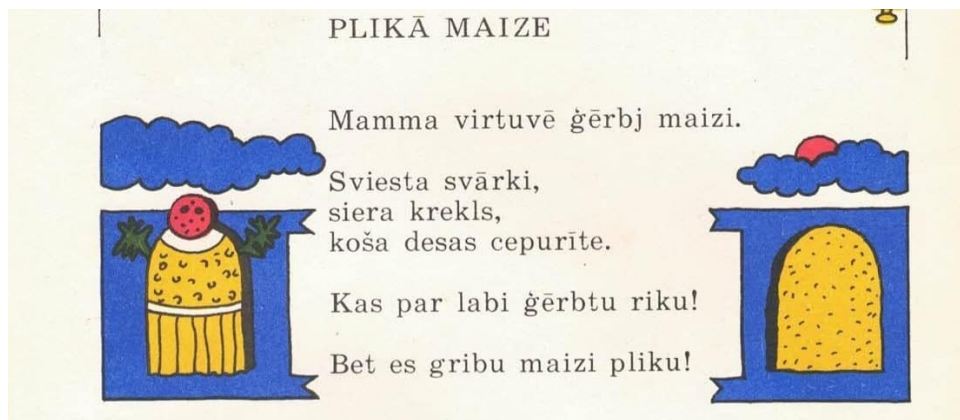 PLIKĀ MAIZE
Mamma virtuvē ģērbj maizi.
Sviesta svārki,
siera krekls,
koša desas cepurīte.
Kas par labi ģērbtu riku!
Bet es gribu maizi pliku!